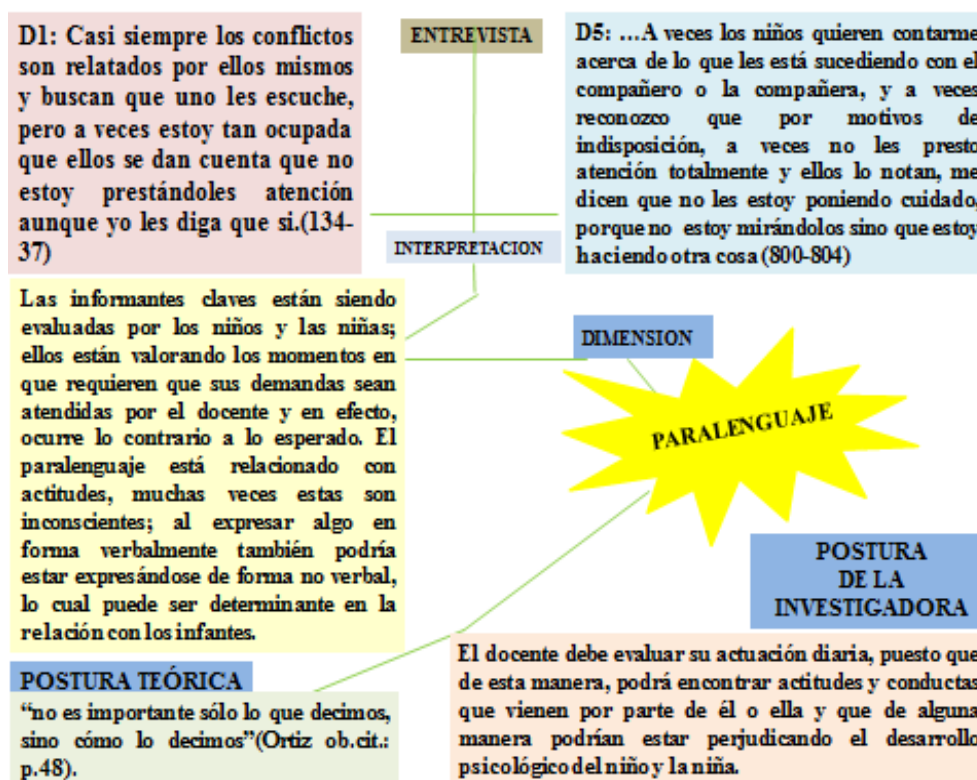 D1: Casi siempre los conflictos
son relatados por ellos mismos
y buscan que uno les escuche,
pero a veces estoy tan ocupada
que ellos se dan cuenta que no
estoy prestándoles atención
aunque yo les diga que si.(134-
37)
ENTREVISTA
D5: …A veces los niños quieren contarme
acerca de lo que les está sucediendo con el
compañero o la compañera, y a veces
reconozco que por motivos de
indisposición, a veces no les presto
atención totalmente y ellos lo notan, me
dicen que no les estoy poniendo cuidado,
porque no estoy mirándolos sino que estoy
haciendo otra cosa (800-804)
INTERPRETACION
Las informantes claves están siendo
evaluadas por los niños y las niñas;
ellos están valorando los momentos en
que requieren que sus demandas sean
atendidas por el docente y en efecto,
ocurre lo contrario a lo esperado. El
paralenguaje está relacionado con
actitudes, muchas veces estas son
inconscientes; al expresar algo en
forma verbalmente también podría
estar expresándose de forma no verbal,
lo cual puede ser determinante en la
relación con los infantes.
DIMENSION
PARALENGUAJE
POSTURA
DE LA
INVESTIGADORA
El docente debe evaluar su actuación diaria, puesto que
de esta manera, podrá encontrar actitudes y conductas
que vienen por parte de él o ella y que de alguna
manera podrían estar perjudicando el desarrollo
psicológico del niño y la niña.
POSTURA TEÓRICA
“no es importante sólo lo que decimos,
sino cómo lo decimos”(Ortiz ob.cit.:
p.48).